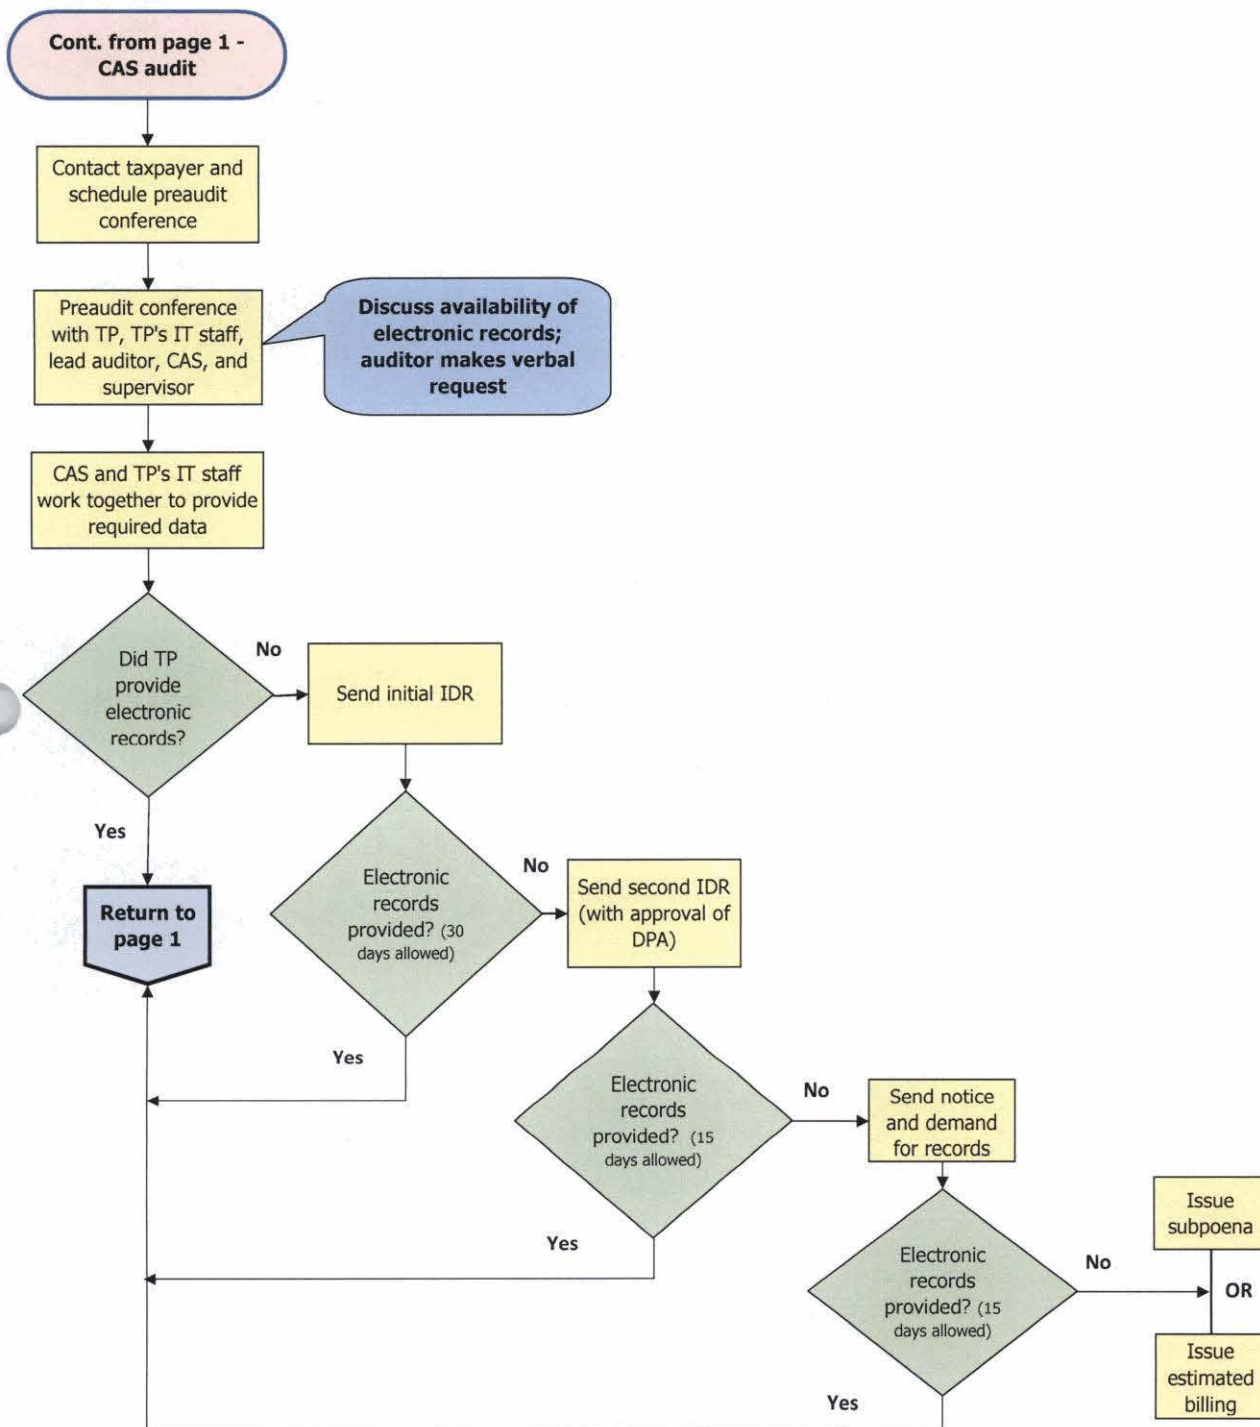 Cont. from page 1 -
CAS audit
Contact taxpayer and
schedule preaudit
conference
Preaudit conference
with TP, TP's IT staff,
lead auditor, CAS, and
supervisor
Discuss availability of
electronic records;
auditor makes verbal
request
CAS and TP's IT staff
work together to provide
required data
Did TP
provide
electronic
records?
No
Send initial IDR
Yes
Return to
page 1
Electronic
records
provided? (30
days allowed)
No
Send second IDR
(with approval of
DPA)
Yes
Electronic
records
provided? (15
days allowed)
No
Send notice
and demand
for records
Yes
Electronic
records
provided? (15
days allowed)
No
Issue
subpoena
OR
Issue
estimated
billing
Yes